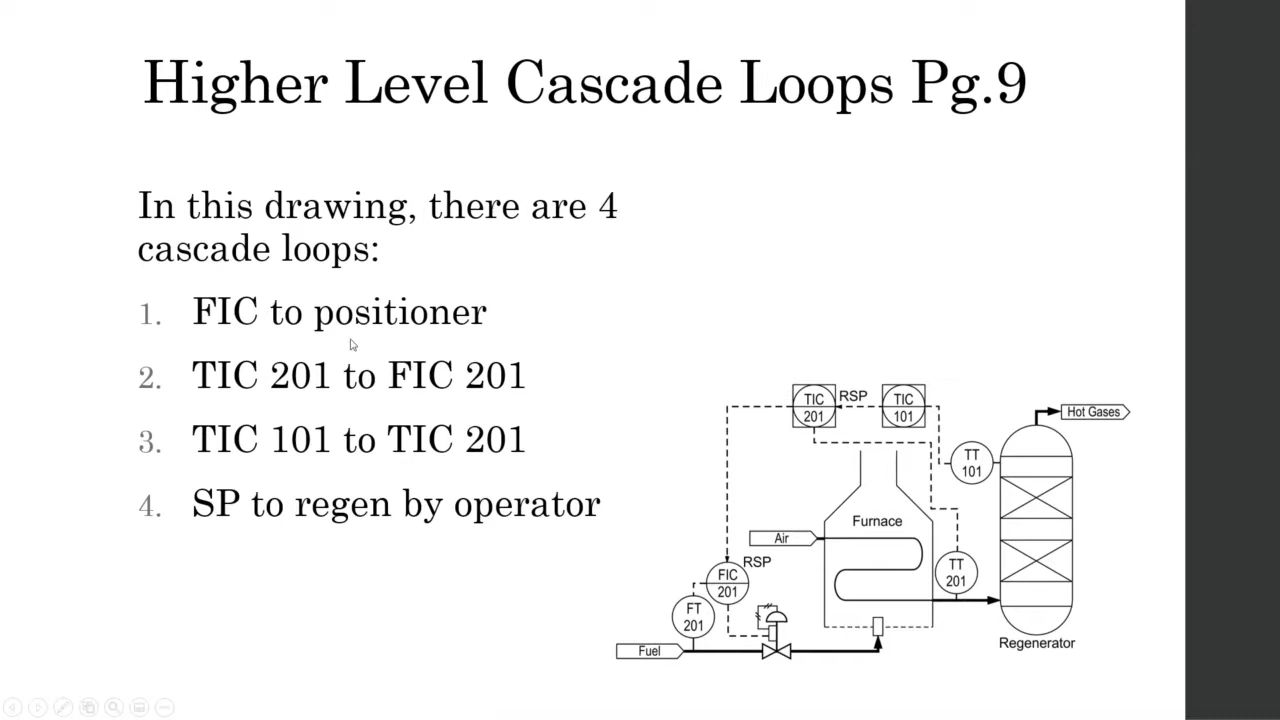 Higher Level Cascade Loops Pg.9
In this drawing, there are 4
cascade loops:
1. FIC to positioner
2. TIC 201 to FIC 201
3. TIC 101 to TIC 201
4. SP to regen by operator
TIC
201
RSP
TIC
101
Hot Gases
TT
101
Furnace
Air
RSP
FIC
201
TT
201
FT
201
Fuel
Regenerator